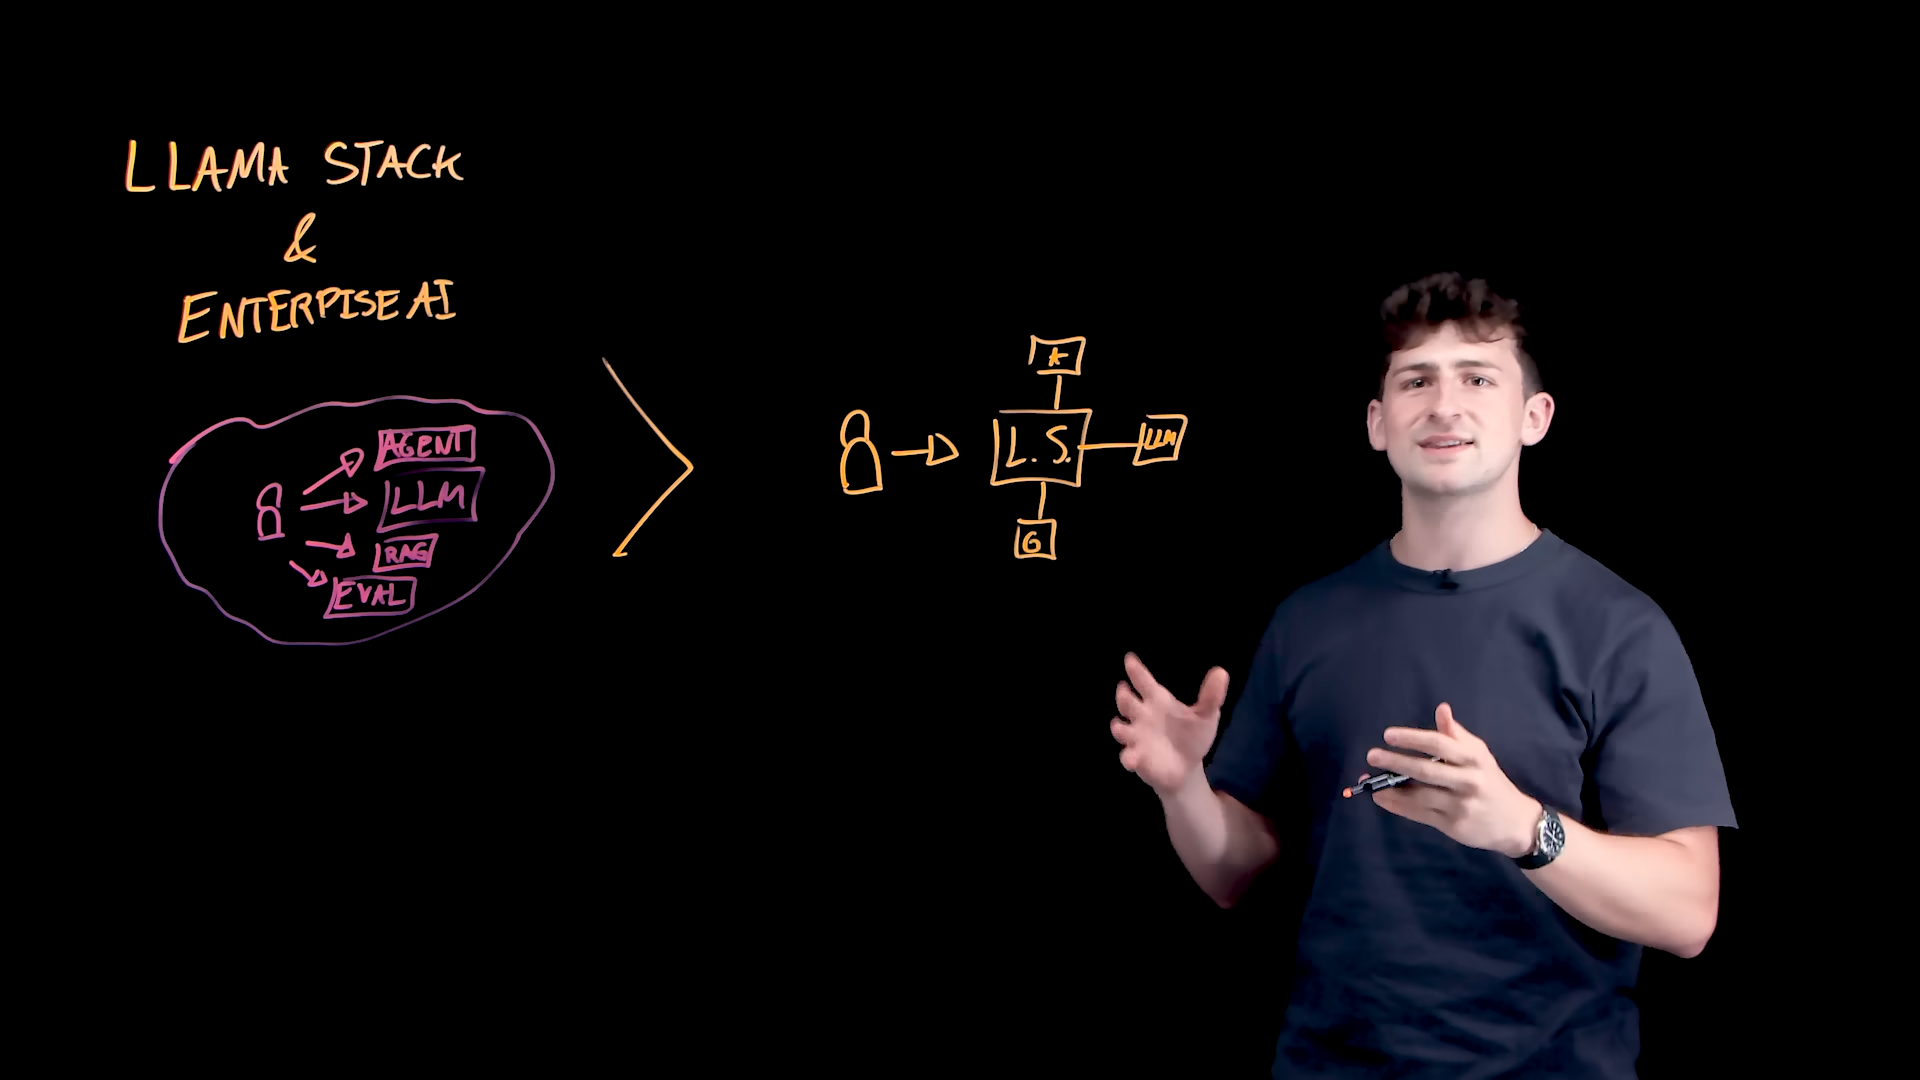 LLAMA STACK
&
ENTERPISE AI
AGENT
LLM
RAG
EVAL
A
L.S.
LLM
G